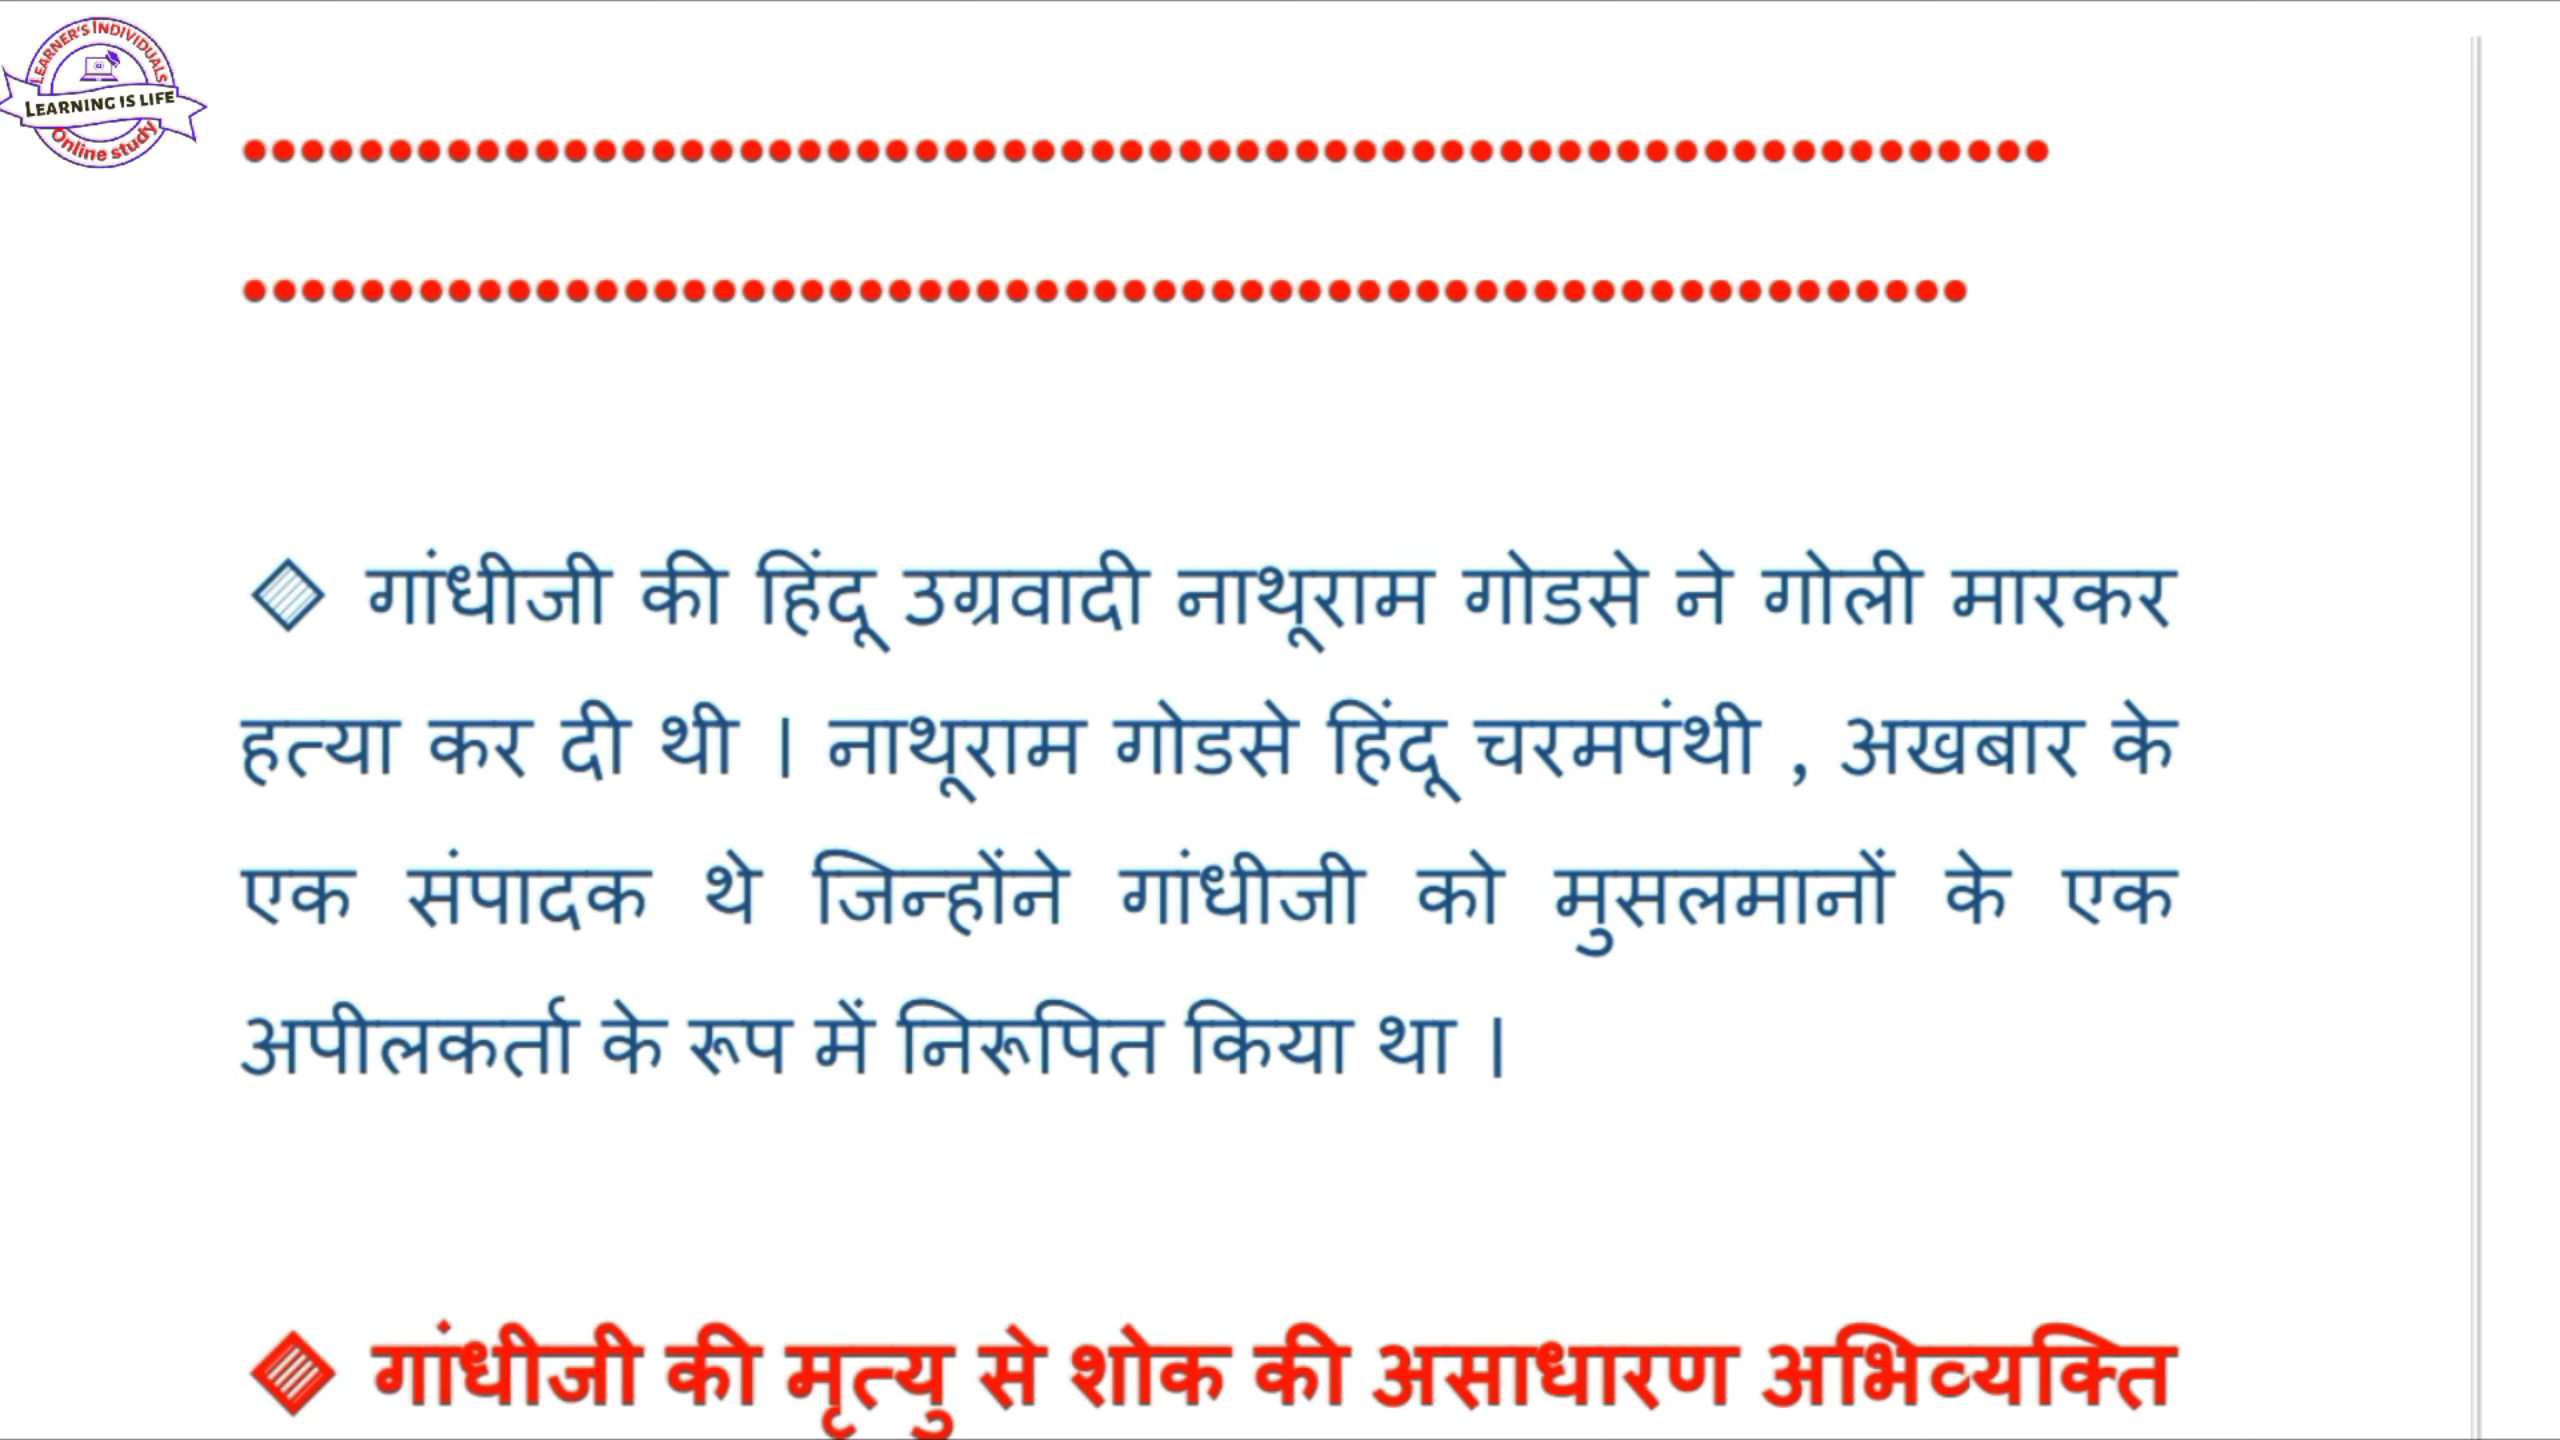 LEARNER'S INDIVIDUALS
LEARNING IS LIFE
Online study
गांधीजी की हिंदू उग्रवादी नाथूराम गोडसे ने गोली मारकर
हत्या कर दी थी । नाथूराम गोडसे हिंदू चरमपंथी , अखबार के
एक संपादक थे जिन्होंने गांधीजी को मुसलमानों के एक
अपीलकर्ता के रूप में निरूपित किया था ।
गांधीजी की मृत्यु से शोक की असाधारण अभिव्यक्ति